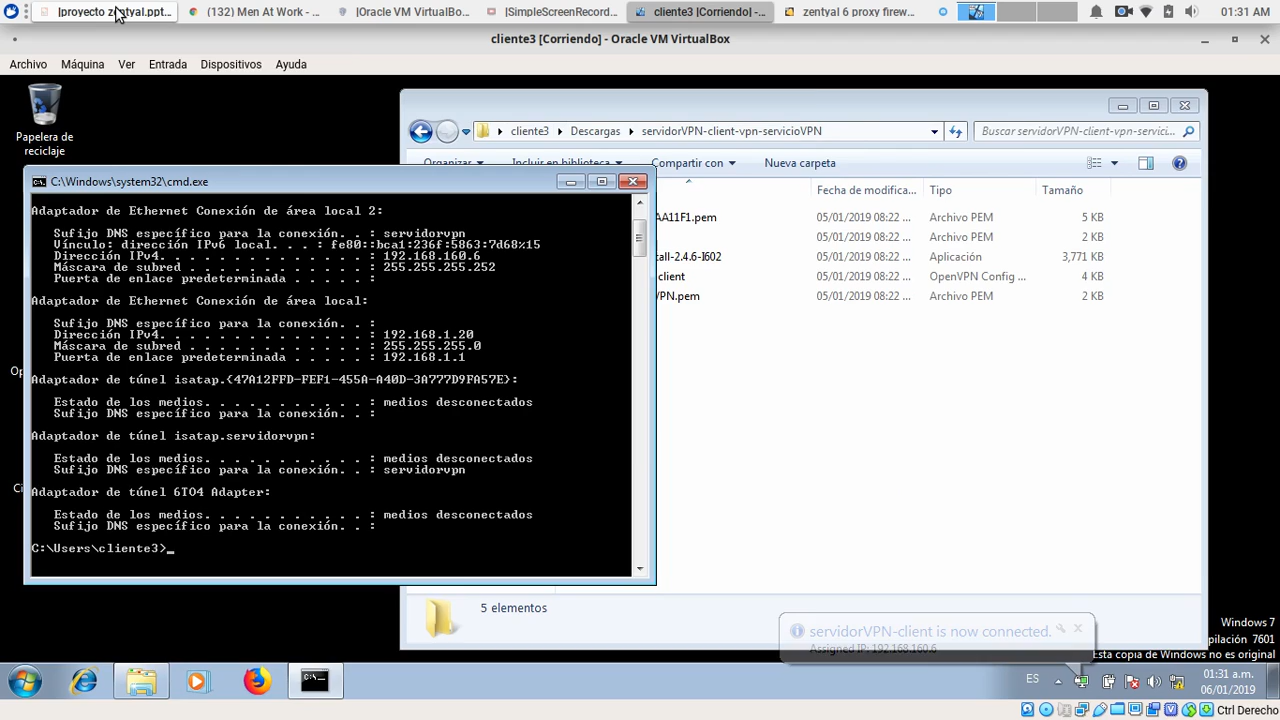 |proyecto zentyal.ppt...
(132) Men At Work - ...
|Oracle VM VirtualBo...
|SimpleScreenRecord...
cliente3 [Corriendo] -...
zentyal 6 proxy firew...
01:31 AM
cliente3 [Corriendo] - Oracle VM VirtualBox
Archivo
Máquina
Ver
Entrada
Dispositivos
Ayuda
Papelera de
reciclaje
cliente3
Descargas
servidorVPN-client-vpn-servicioVPN
Buscar servidorVPN-client-vpn-servici...
Organizar
Incluir en biblioteca
Compartir con
Nueva carpeta
Fecha de modifica...
Tipo
Tamaño
AA11F1.pem
05/01/2019 08:22 ...
Archivo PEM
5 KB
05/01/2019 08:22 ...
Archivo PEM
2 KB
tall-2.4.6-I602
05/01/2019 08:22 ...
Aplicación
3,771 KB
client
05/01/2019 08:22 ...
OpenVPN Config ...
4 KB
VPN.pem
05/01/2019 08:22 ...
Archivo PEM
2 KB
5 elementos
C:\Windows\system32\cmd.exe
Adaptador de Ethernet Conexión de área local 2:
Sufijo DNS específico para la conexión. . : servidorvpn
Vínculo: dirección IPv6 local. . . : fe80::bca1:236f:5863:7d68%15
Dirección IPv4. . . . . . . . . . . . . . : 192.168.160.6
Máscara de subred . . . . . . . . . . . . : 255.255.255.252
Puerta de enlace predeterminada . . . . . :
Adaptador de Ethernet Conexión de área local:
Sufijo DNS específico para la conexión. . :
Dirección IPv4. . . . . . . . . . . . . . : 192.168.1.20
Máscara de subred . . . . . . . . . . . . : 255.255.255.0
Puerta de enlace predeterminada . . . . . : 192.168.1.1
Adaptador de túnel isatap.{47A12FFD-FEF1-455A-A40D-3A777D9FA57E}:
Estado de los medios. . . . . . . . . . . : medios desconectados
Sufijo DNS específico para la conexión. . :
Adaptador de túnel isatap.servidorvpn:
Estado de los medios. . . . . . . . . . . : medios desconectados
Sufijo DNS específico para la conexión. . : servidorvpn
Adaptador de túnel 6TO4 Adapter:
Estado de los medios. . . . . . . . . . . : medios desconectados
Sufijo DNS específico para la conexión. . :
C:\Users\cliente3>_
servidorVPN-client is now connected.
Assigned IP: 192.168.160.6
Windows 7
pilación 7601
Esta copia de Windows no es original
ES
01:31 a.m.
06/01/2019
Ctrl Derecho